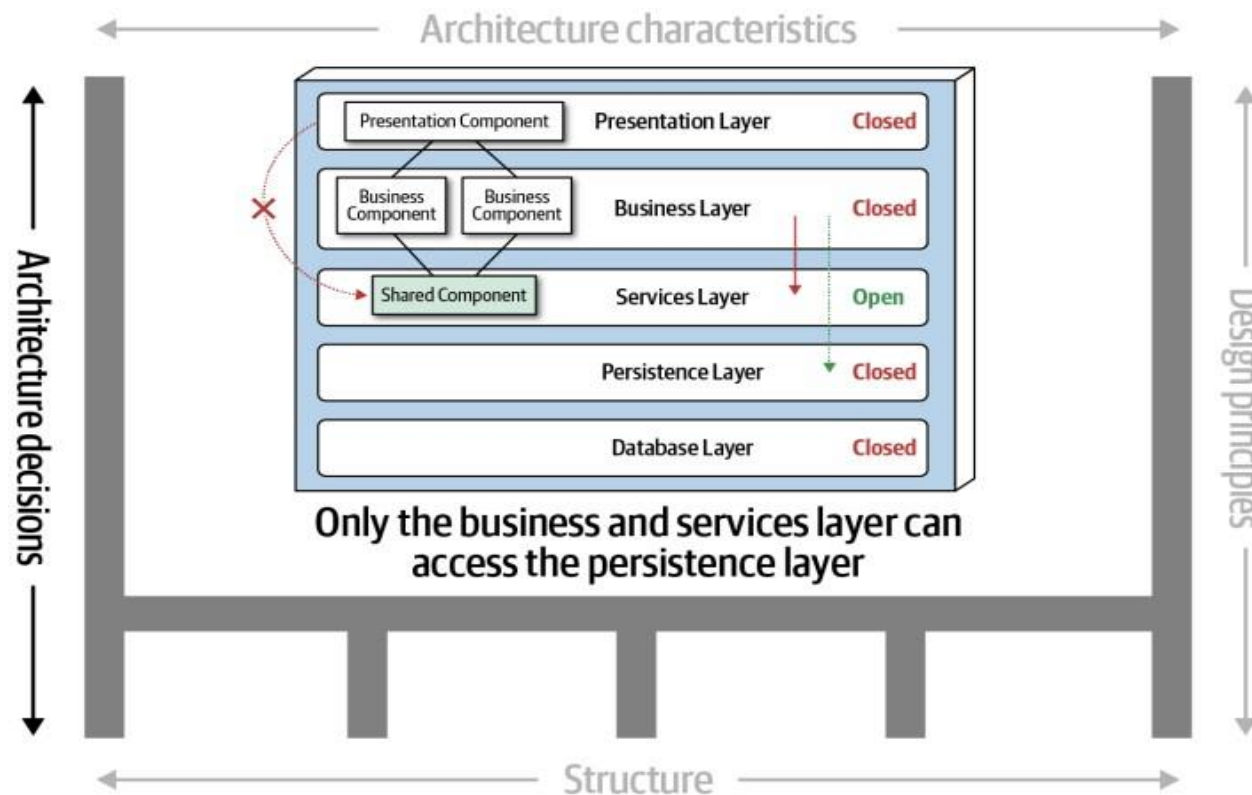 Architecture characteristics
Presentation Component
Presentation Layer
Closed
Business
Component
Business
Component
Business Layer
Closed
Shared Component
Services Layer
Open
Persistence Layer
Closed
Database Layer
Closed
Only the business and services layer can
access the persistence layer
Architecture decisions
Design principles
Structure